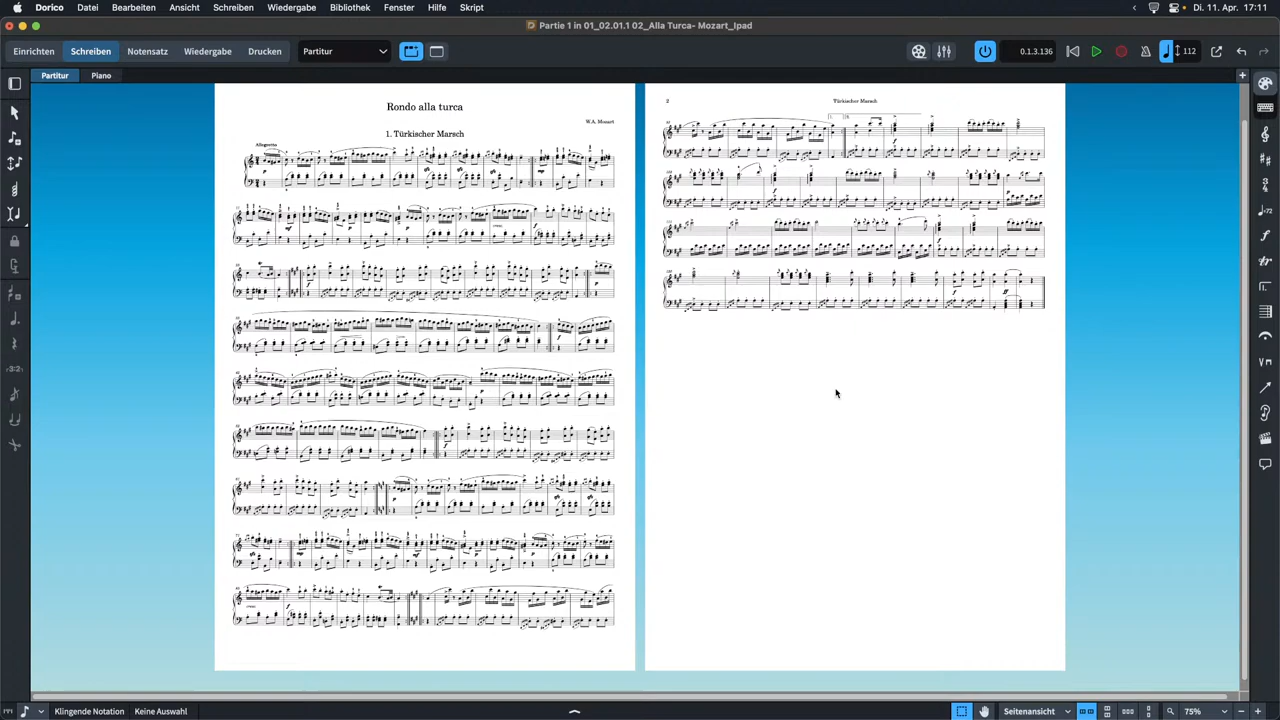 Dorico Datei Bearbeiten Ansicht Schreiben Wiedergabe Bibliothek Fenster Hilfe Skript Di. 11. Apr. 17:11
Partie 1 in 01_02.01.1 02_Alla Turca- Mozart_Ipad
Einrichten Schreiben Notensatz Wiedergabe Drucken Partitur 0.1.3.136 112
Partitur Piano
Rondo alla turca
W.A. Mozart
1. Türkischer Marsch
Allegretto
2 Türkischer Marsch
Klingende Notation Keine Auswahl Seitenansicht 75%